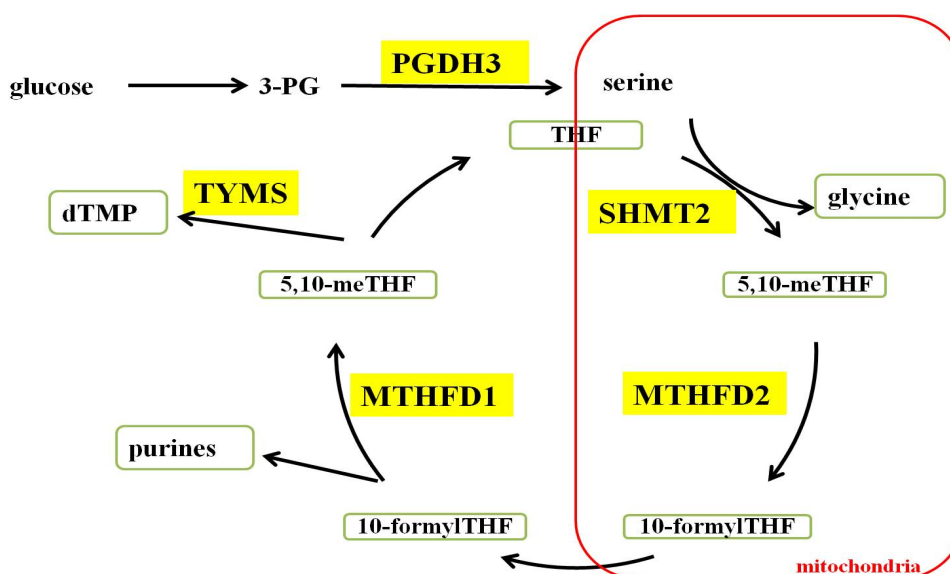 PGDH3
glucose
3-PG
serine
THF
TYMS
dTMP
SHMT2
glycine
5,10-meTHF
5,10-meTHF
MTHFD1
MTHFD2
purines
10-formylTHF
10-formylTHF
mitochondria